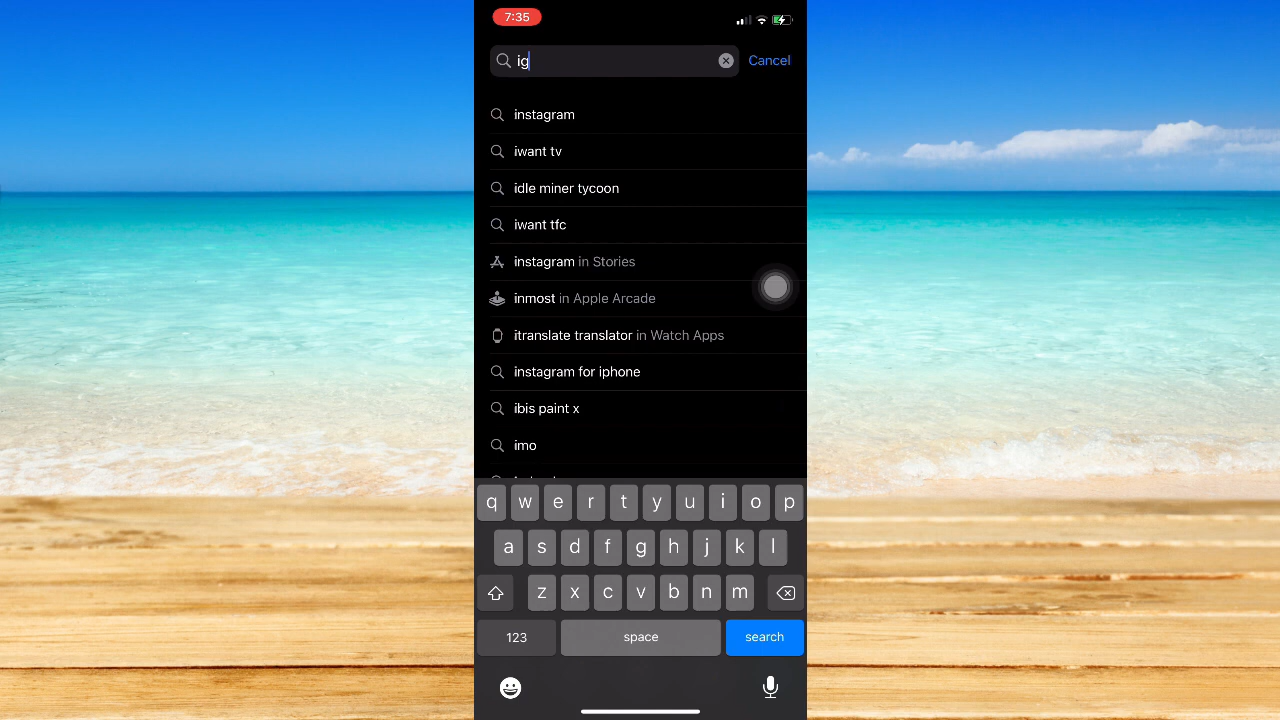 7:35
ig
Cancel
instagram
iwant tv
idle miner tycoon
iwant tfc
instagram in Stories
inmost in Apple Arcade
itranslate translator in Watch Apps
instagram for iphone
ibis paint x
imo
q w e r t y u i o p
a s d f g h j k l
z x c v b n m
123 space search